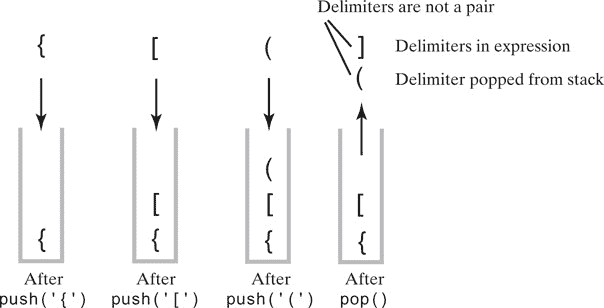 Delimiters are not a pair
{ [ ( ] Delimiters in expression
( Delimiter popped from stack
(
[ [ [
{ { { {
After After After After
push('{') push('[') push('(') pop()